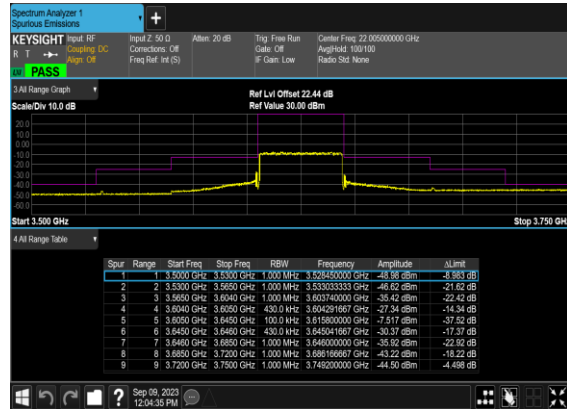 Spectrum Analyzer 1
Spurious Emissions
+
KEYSIGHT Input: RF Input Z: 50 Ω Atten: 20 dB Trig: Free Run Center Freq: 22.005000000 GHz
R T Coupling: DC Corrections: Off Gate: Off Avg|Hold: 100/100
Align: Off Freq Ref: Int (S) IF Gain: Low Radio Std: None
PASS
3 All Range Graph
Ref Lvl Offset 22.44 dB
Scale/Div 10.0 dB Ref Value 30.00 dBm
20.0
10.0
0.00
-10.0
-20.0
-30.0
-40.0
-50.0
-60.0
Start 3.500 GHz Stop 3.750 GHz
4 All Range Table
Spur Range Start Freq Stop Freq RBW Frequency Amplitude ΔLimit
1 1 3.5000 GHz 3.5300 GHz 1.000 MHz 3.528450000 GHz -48.98 dBm -8.983 dB
2 2 3.5300 GHz 3.5650 GHz 1.000 MHz 3.533033333 GHz -46.62 dBm -21.62 dB
3 3 3.5650 GHz 3.6040 GHz 1.000 MHz 3.603740000 GHz -35.42 dBm -22.42 dB
4 4 3.6040 GHz 3.6050 GHz 430.0 kHz 3.604291667 GHz -27.34 dBm -14.34 dB
5 5 3.6050 GHz 3.6450 GHz 100.0 kHz 3.615800000 GHz -7.517 dBm -37.52 dB
6 6 3.6450 GHz 3.6460 GHz 430.0 kHz 3.645041667 GHz -30.37 dBm -17.37 dB
7 7 3.6460 GHz 3.6850 GHz 1.000 MHz 3.646000000 GHz -35.92 dBm -22.92 dB
8 8 3.6850 GHz 3.7200 GHz 1.000 MHz 3.686166667 GHz -43.22 dBm -18.22 dB
9 9 3.7200 GHz 3.7500 GHz 1.000 MHz 3.749200000 GHz -44.50 dBm -4.498 dB
? Sep 09, 2023
12:04:35 PM